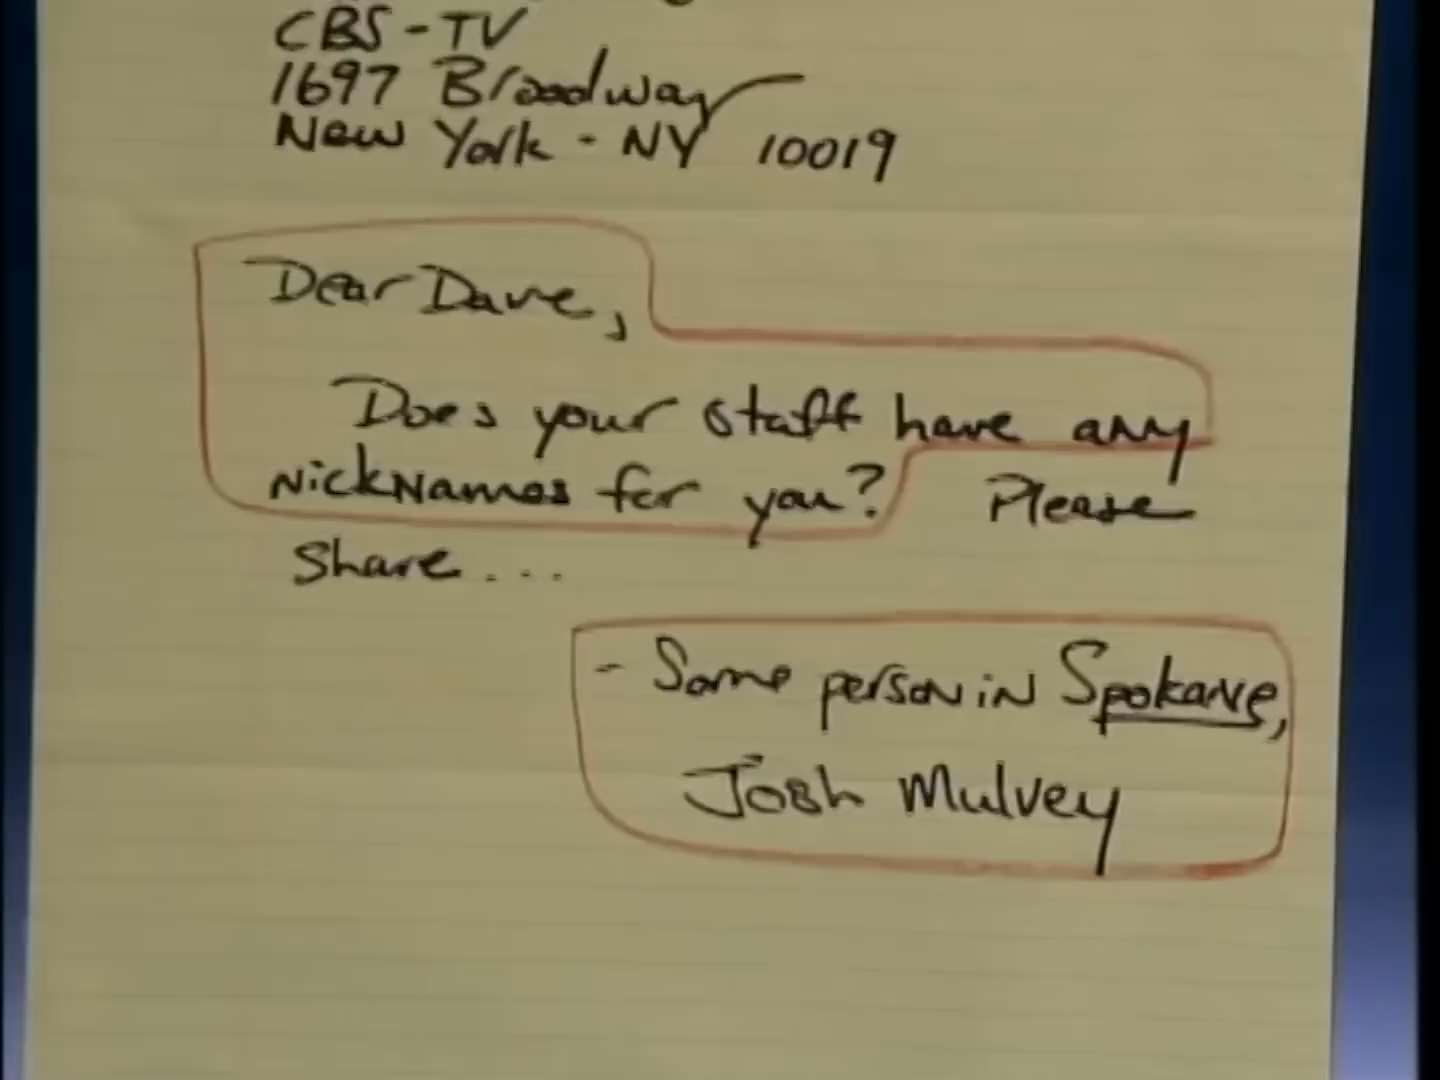 CBS-TV
1697 Broadway
New York - NY 10019
Dear Dave,
Does your staff have any
nicknames for you? Please
share...
- Same person in Spokane,
Josh Mulvey